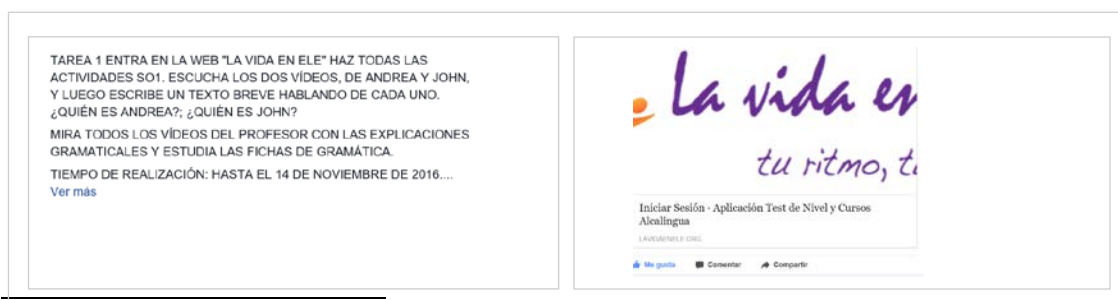 TAREA 1 ENTRA EN LA WEB "LA VIDA EN ELE" HAZ TODAS LAS
ACTIVIDADES SO1. ESCUCHA LOS DOS VÍDEOS, DE ANDREA Y JOHN,
Y LUEGO ESCRIBE UN TEXTO BREVE HABLANDO DE CADA UNO.
¿QUIÉN ES ANDREA?; ¿QUIÉN ES JOHN?
MIRA TODOS LOS VÍDEOS DEL PROFESOR CON LAS EXPLICACIONES
GRAMATICALES Y ESTUDIA LAS FICHAS DE GRAMÁTICA.
TIEMPO DE REALIZACIÓN: HASTA EL 14 DE NOVIEMBRE DE 2016....
Ver más
La vida en
tu ritmo, tu
Iniciar Sesión - Aplicación Test de Nivel y Cursos
Alcalingua
LAVIDAENELE.ORG
Me gusta Comentar Compartir